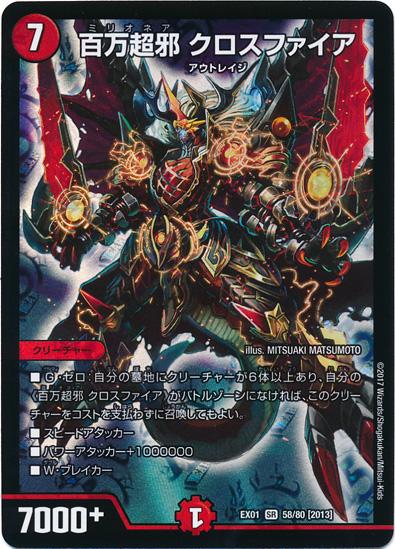 7
ミリオネア
百万超邪 クロスファイア
アウトレイジ
illus. MITSUAKI MATSUMOTO
クリーチャー
■G・ゼロ：自分の墓地にクリーチャーが6体以上あり、自分の
《百万超邪 クロスファイア》がバトルゾーンになければ、このクリー
チャーをコストを支払わずに召喚してもよい。
■スピードアタッカー
■パワーアタッカー+1000000
■W・ブレイカー
©2017 Wizards/Shogakukan/Mitsui-Kids
7000+
1
EX01 SR 58/80 [2013]